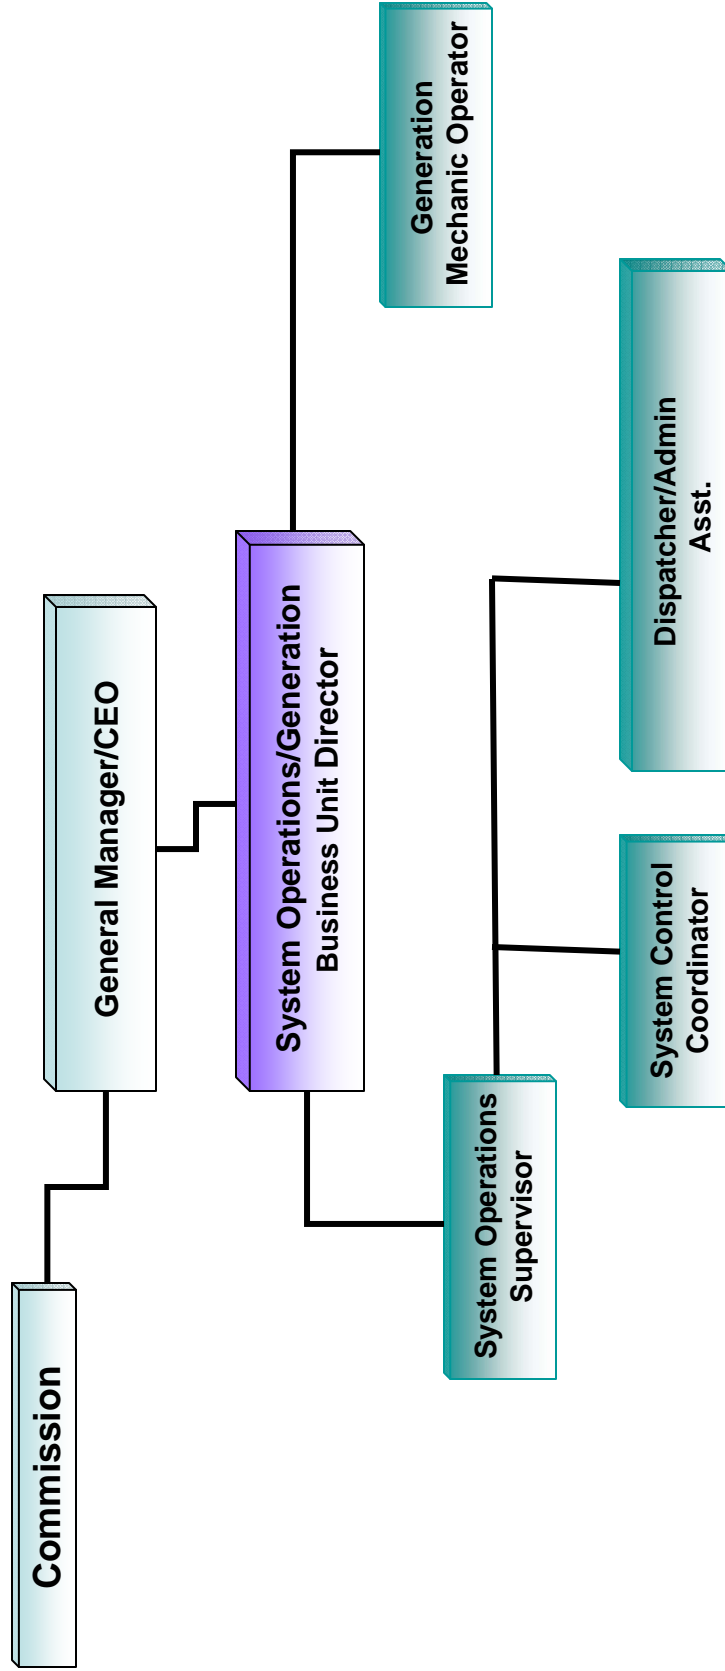 Commission
General Manager/CEO
System Operations/Generation
Business Unit Director
Generation
Mechanic Operator
System Operations
Supervisor
System Control
Coordinator
Dispatcher/Admin
Asst.